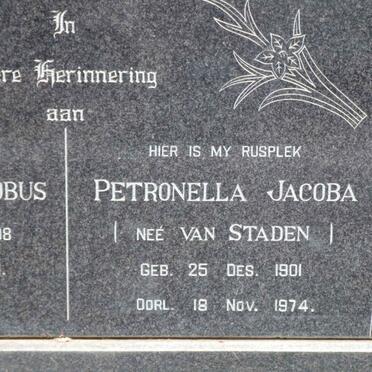 In
Herinnering
aan
HIER IS MY RUSPLEK
PETRONELLA JACOBA
( NEÉ VAN STADEN )
GEB. 25 DES. 1901
OORL. 18 NOV. 1974.